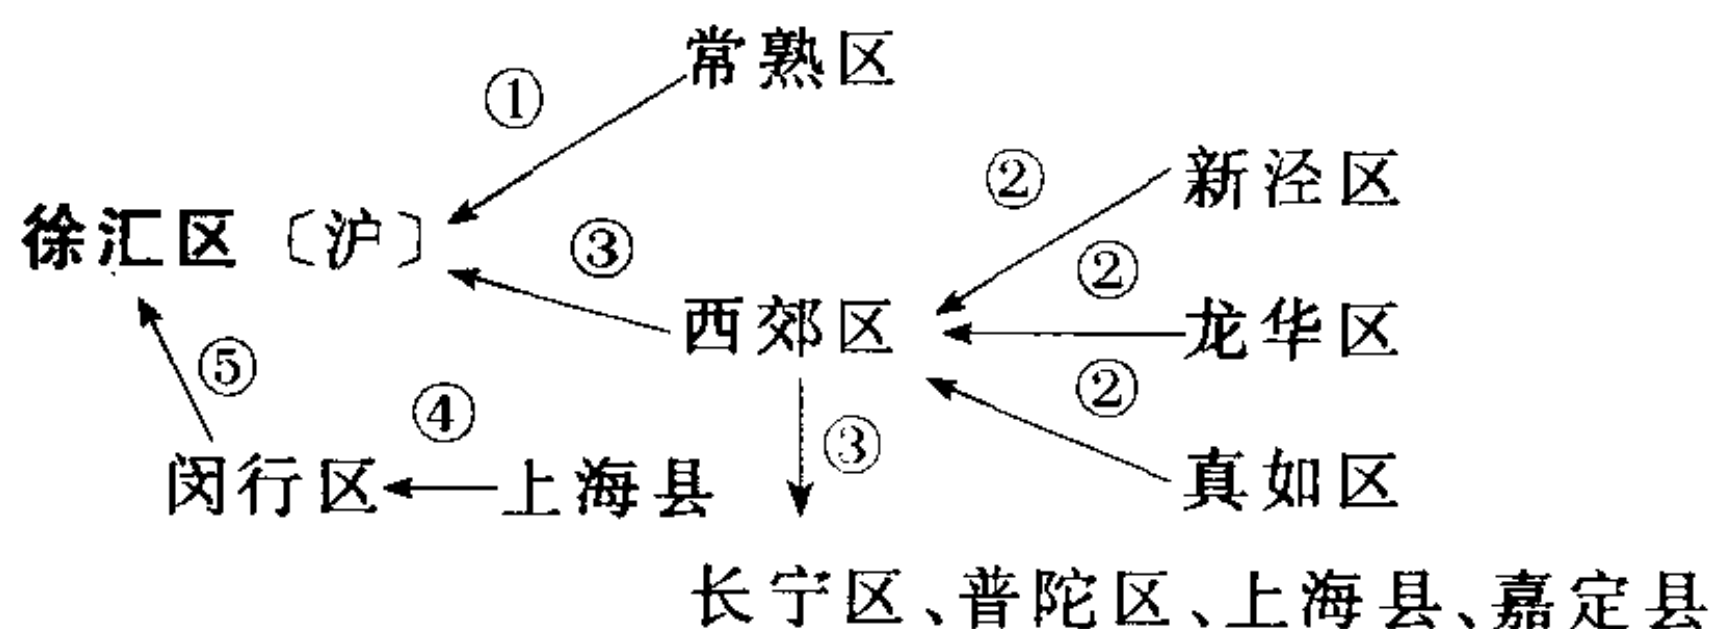 常熟区
①
② 新泾区
徐汇区〔沪〕 ③ ②
西郊区 龙华区
⑤ ④ ②
③
闵行区 上海县 真如区
长宁区、普陀区、上海县、嘉定县